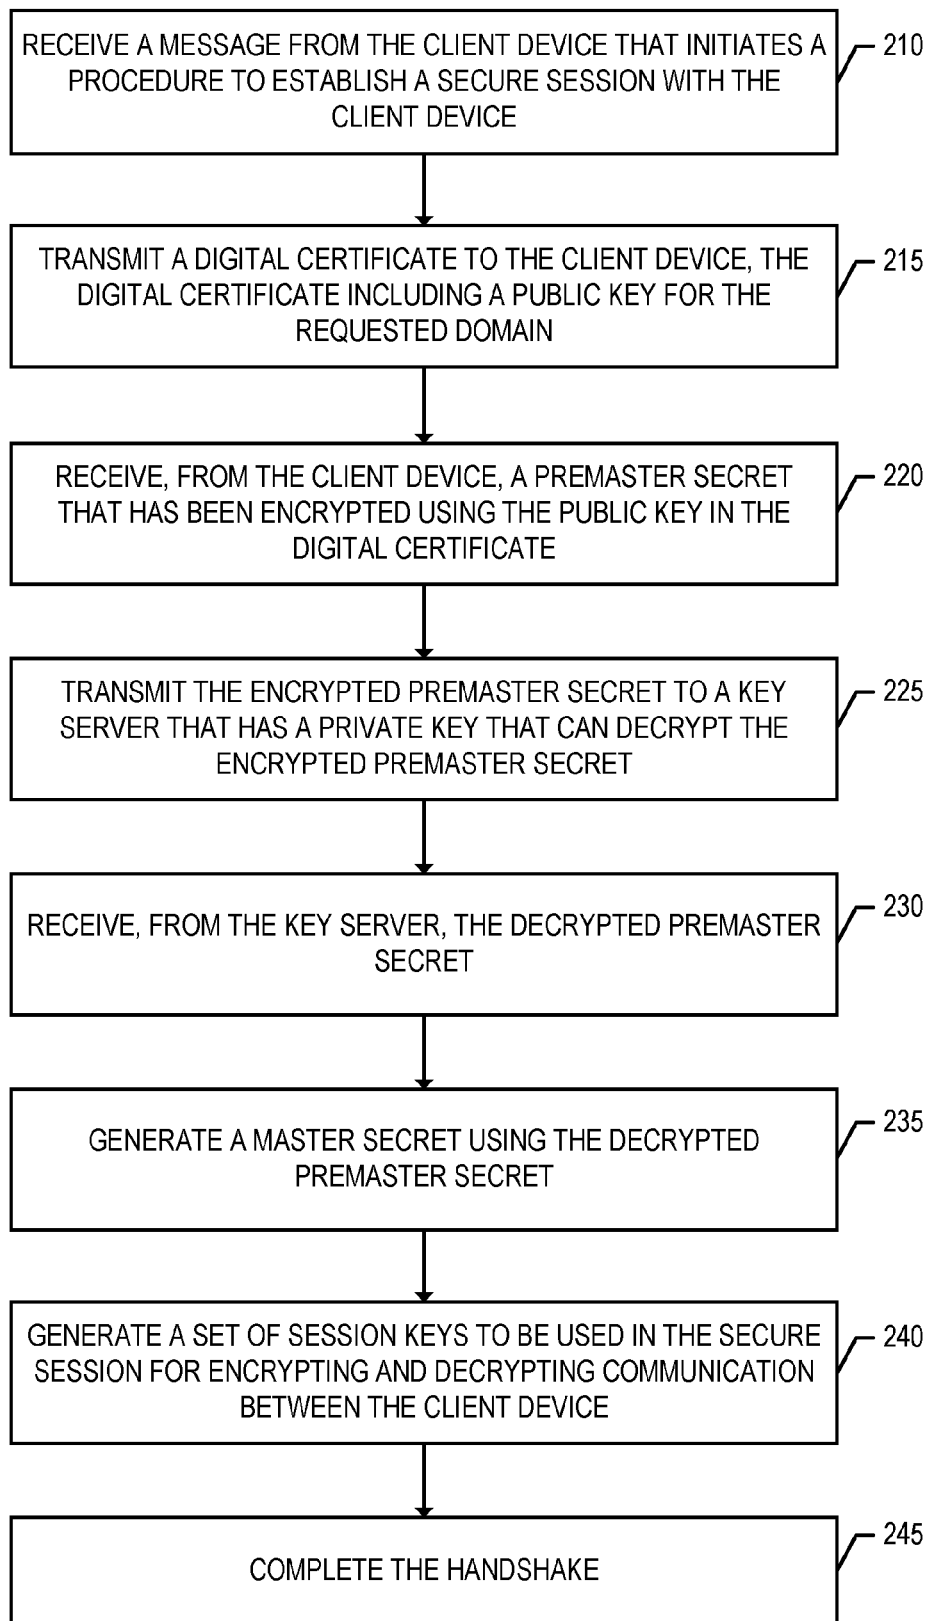 RECEIVE A MESSAGE FROM THE CLIENT DEVICE THAT INITIATES A
PROCEDURE TO ESTABLISH A SECURE SESSION WITH THE
CLIENT DEVICE
210
TRANSMIT A DIGITAL CERTIFICATE TO THE CLIENT DEVICE, THE
DIGITAL CERTIFICATE INCLUDING A PUBLIC KEY FOR THE
REQUESTED DOMAIN
215
RECEIVE, FROM THE CLIENT DEVICE, A PREMASTER SECRET
THAT HAS BEEN ENCRYPTED USING THE PUBLIC KEY IN THE
DIGITAL CERTIFICATE
220
TRANSMIT THE ENCRYPTED PREMASTER SECRET TO A KEY
SERVER THAT HAS A PRIVATE KEY THAT CAN DECRYPT THE
ENCRYPTED PREMASTER SECRET
225
RECEIVE, FROM THE KEY SERVER, THE DECRYPTED PREMASTER
SECRET
230
GENERATE A MASTER SECRET USING THE DECRYPTED
PREMASTER SECRET
235
GENERATE A SET OF SESSION KEYS TO BE USED IN THE SECURE
SESSION FOR ENCRYPTING AND DECRYPTING COMMUNICATION
BETWEEN THE CLIENT DEVICE
240
COMPLETE THE HANDSHAKE
245